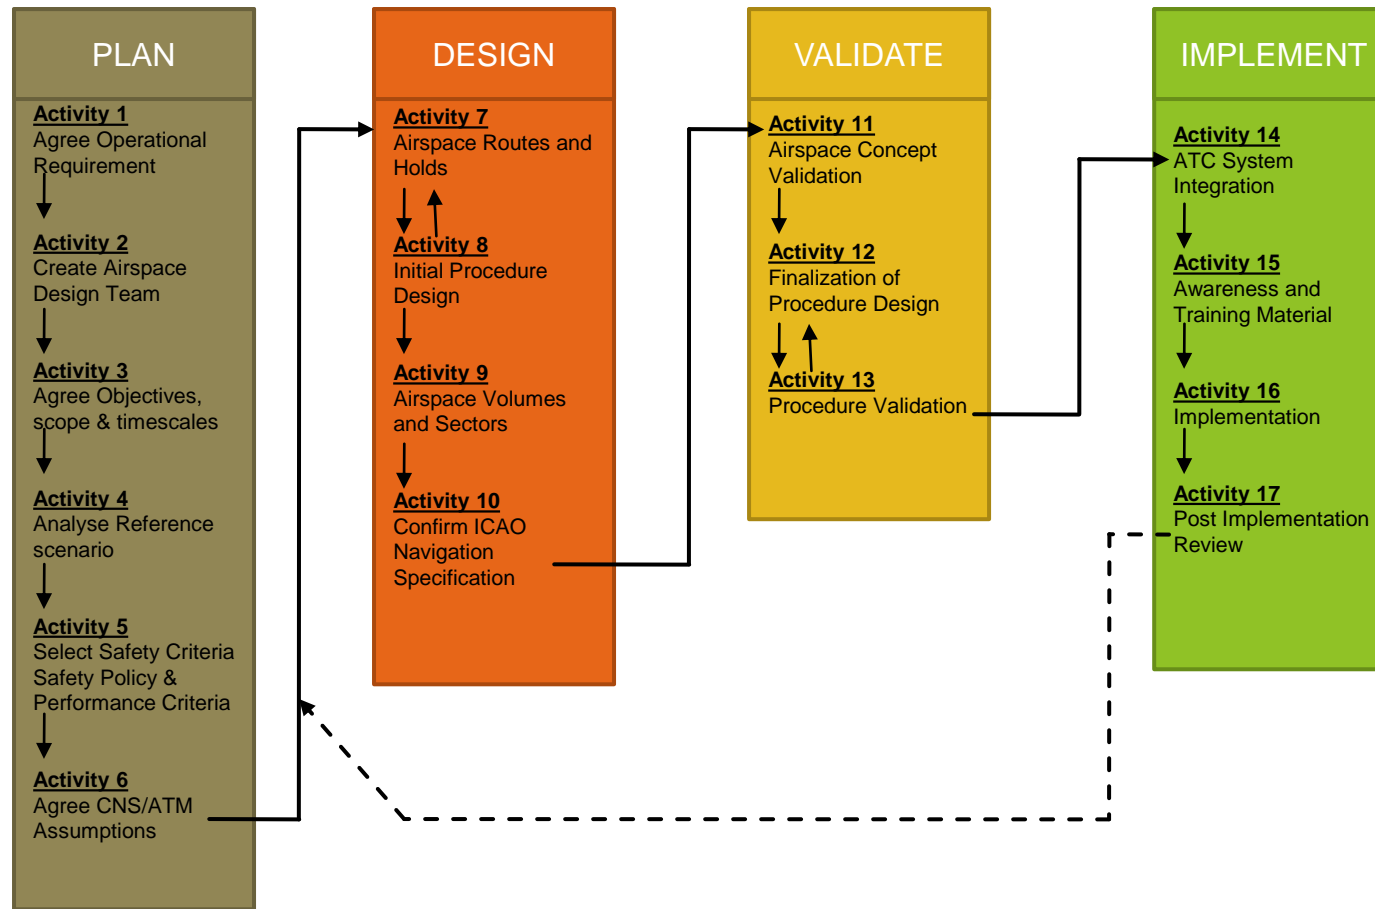 PLAN
Activity 1
Agree Operational
Requirement
Activity 2
Create Airspace
Design Team
Activity 3
Agree Objectives,
scope & timescales
Activity 4
Analyse Reference
scenario
Activity 5
Select Safety Criteria
Safety Policy &
Performance Criteria
Activity 6
Agree CNS/ATM
Assumptions
DESIGN
Activity 7
Airspace Routes and
Holds
Activity 8
Initial Procedure
Design
Activity 9
Airspace Volumes
and Sectors
Activity 10
Confirm ICAO
Navigation
Specification
VALIDATE
Activity 11
Airspace Concept
Validation
Activity 12
Finalization of
Procedure Design
Activity 13
Procedure Validation
IMPLEMENT
Activity 14
ATC System
Integration
Activity 15
Awareness and
Training Material
Activity 16
Implementation
Activity 17
Post Implementation
Review